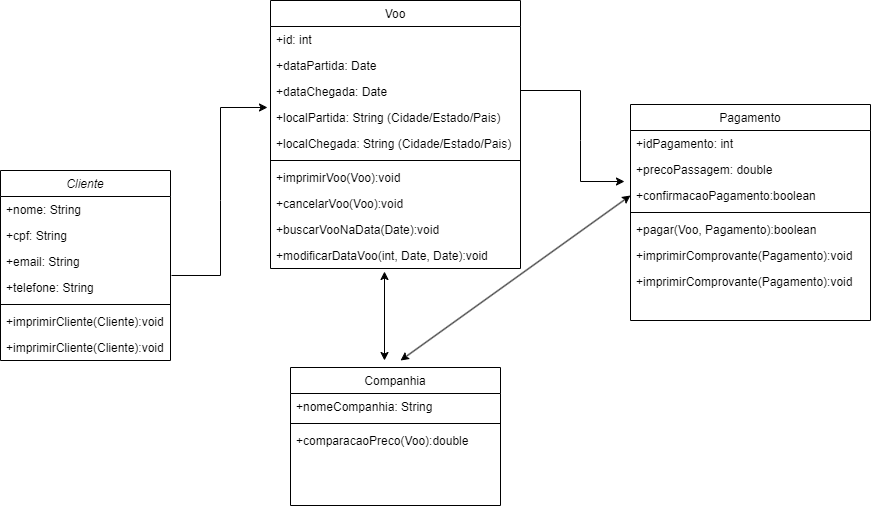 Voo
+id: int
+dataPartida: Date
+dataChegada: Date
+localPartida: String (Cidade/Estado/Pais)
+localChegada: String (Cidade/Estado/Pais)
+imprimirVoo(Voo):void
+cancelarVoo(Voo):void
+buscarVooNaData(Date):void
+modificarDataVoo(int, Date, Date):void
Pagamento
+idPagamento: int
+precoPassagem: double
+confirmacaoPagamento:boolean
+pagar(Voo, Pagamento):boolean
+imprimirComprovante(Pagamento):void
+imprimirComprovante(Pagamento):void
Cliente
+nome: String
+cpf: String
+email: String
+telefone: String
+imprimirCliente(Cliente):void
+imprimirCliente(Cliente):void
Companhia
+nomeCompanhia: String
+comparacaoPreco(Voo):double